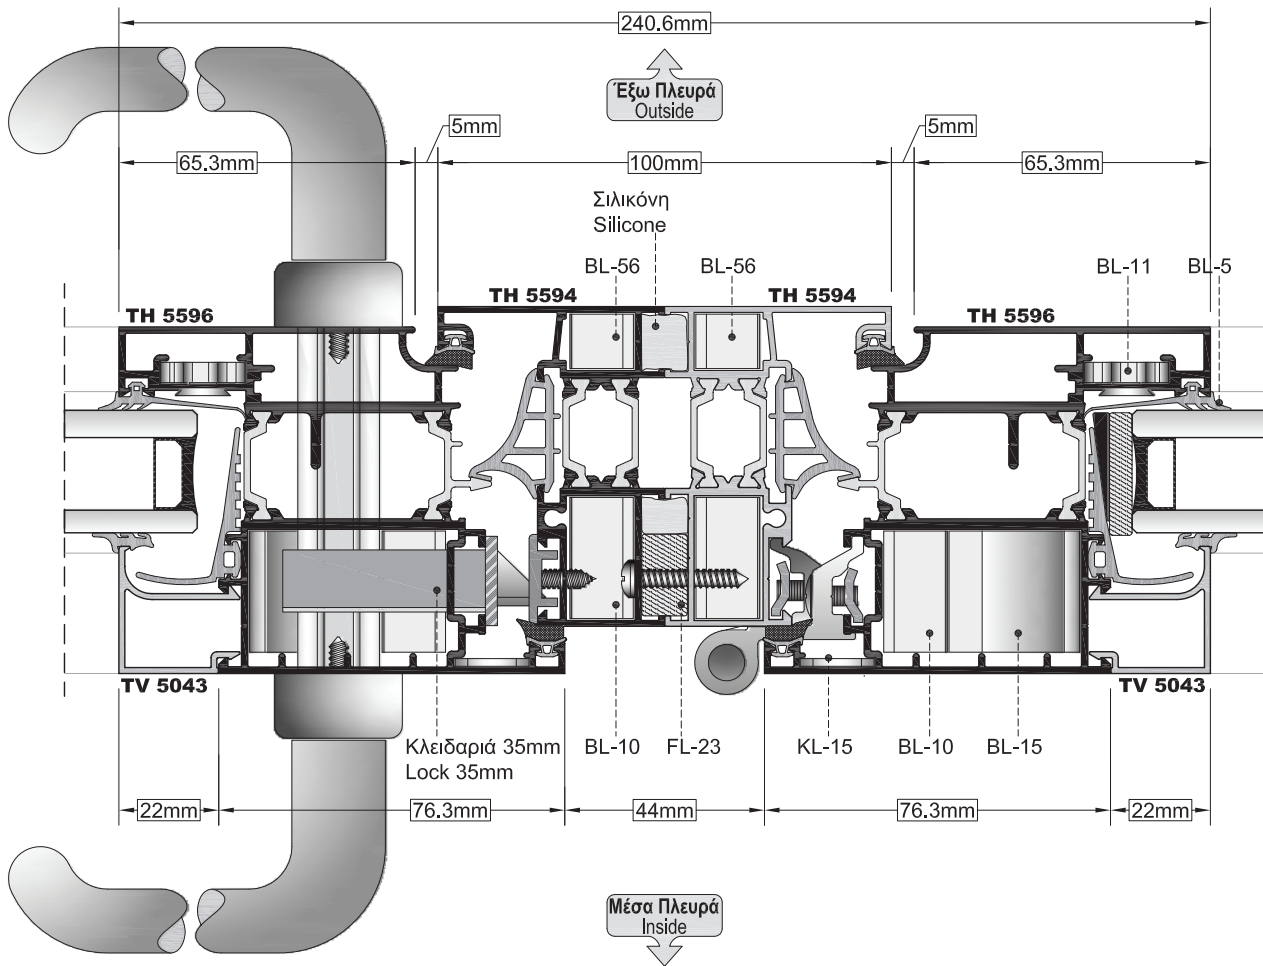 240.6mm
Έξω Πλευρά
Outside
5mm
5mm
65.3mm
100mm
65.3mm
Σιλικόνη
Silicone
BL-56
BL-56
BL-11
BL-5
TH 5594
TH 5594
TH 5596
TH 5596
TV 5043
TV 5043
Κλειδαριά 35mm
Lock 35mm
BL-10
FL-23
KL-15
BL-10
BL-15
22mm
76.3mm
44mm
76.3mm
22mm
Μέσα Πλευρά
Inside